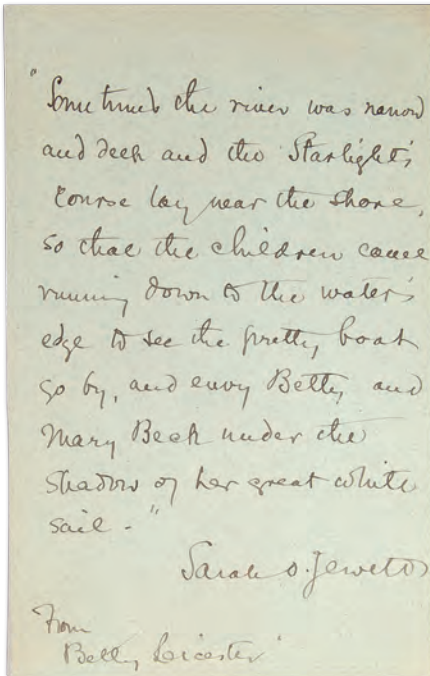 "Sometimes the river was narrow
and deep and the Starlight's
course lay near the shore,
so that the children came
running down to the water's
edge to see the pretty boat
go by, and envy Betty and
Mary Beck under the
shadow of her great white
sail."
Sarah O. Jewett
From
"Betty Leicester"